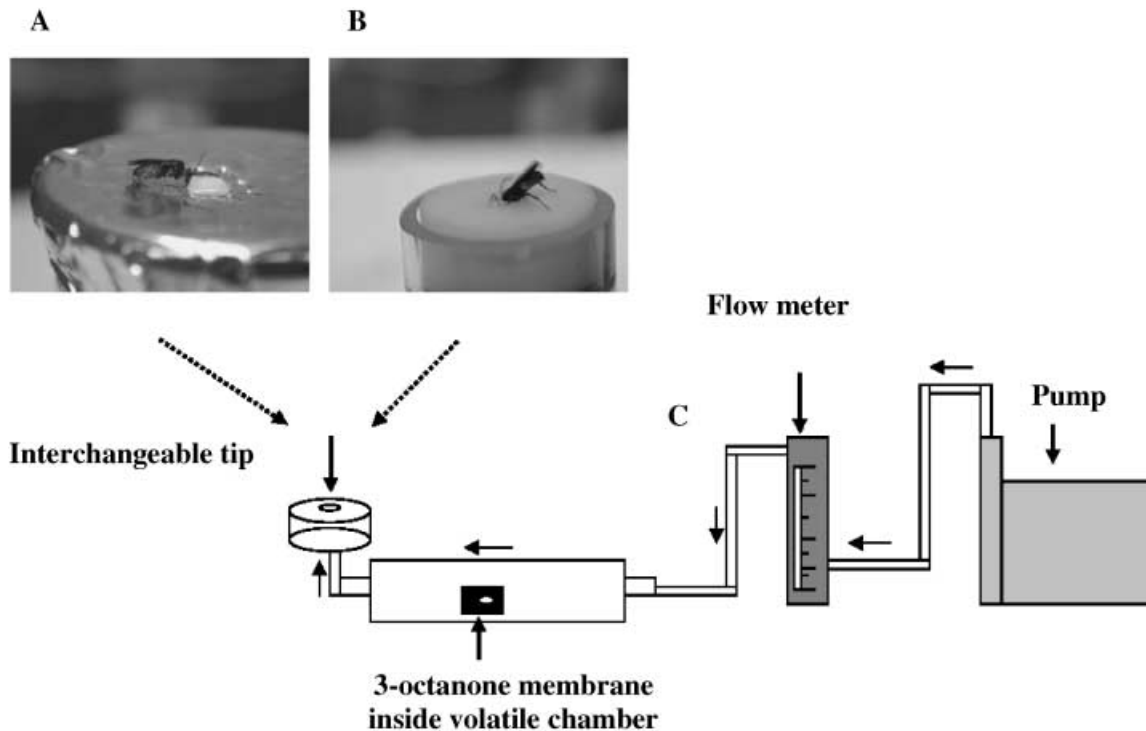 A
B
Flow meter
Pump
C
Interchangeable tip
3-octanone membrane
inside volatile chamber